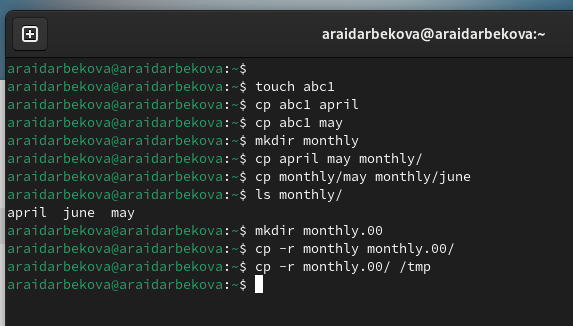 araidarbekova@araidarbekova:~
araidarbekova@araidarbekova:~$
araidarbekova@araidarbekova:~$ touch abc1
araidarbekova@araidarbekova:~$ cp abc1 april
araidarbekova@araidarbekova:~$ cp abc1 may
araidarbekova@araidarbekova:~$ mkdir monthly
araidarbekova@araidarbekova:~$ cp april may monthly/
araidarbekova@araidarbekova:~$ cp monthly/may monthly/june
araidarbekova@araidarbekova:~$ ls monthly/
april  june  may
araidarbekova@araidarbekova:~$ mkdir monthly.00
araidarbekova@araidarbekova:~$ cp -r monthly monthly.00/
araidarbekova@araidarbekova:~$ cp -r monthly.00/ /tmp
araidarbekova@araidarbekova:~$